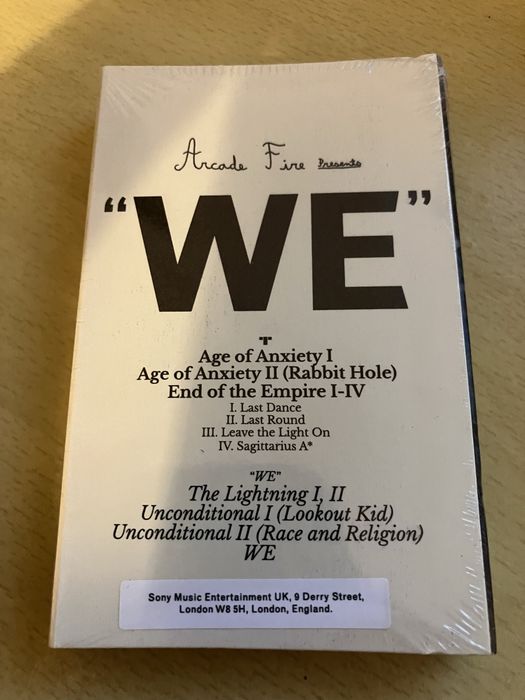 Arcade Fire Presents
“WE”
"I"
Age of Anxiety I
Age of Anxiety II (Rabbit Hole)
End of the Empire I-IV
I. Last Dance
II. Last Round
III. Leave the Light On
IV. Sagittarius A*
“WE”
The Lightning I, II
Unconditional I (Lookout Kid)
Unconditional II (Race and Religion)
WE
Sony Music Entertainment UK, 9 Derry Street,
London W8 5H, London, England.